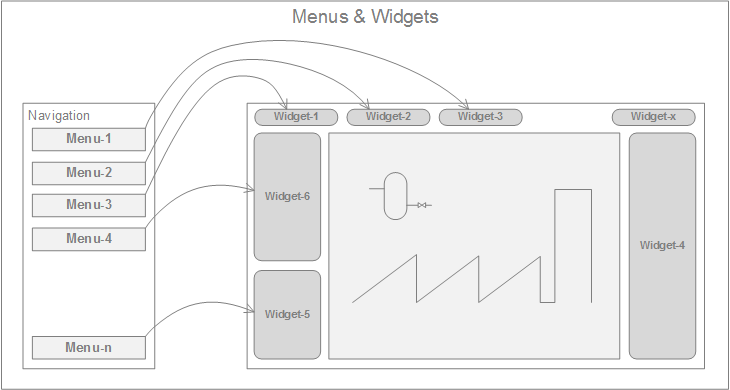 Menus & Widgets
Navigation
Menu-1
Menu-2
Menu-3
Menu-4
Menu-n
Widget-1
Widget-2
Widget-3
Widget-x
Widget-6
Widget-5
Widget-4